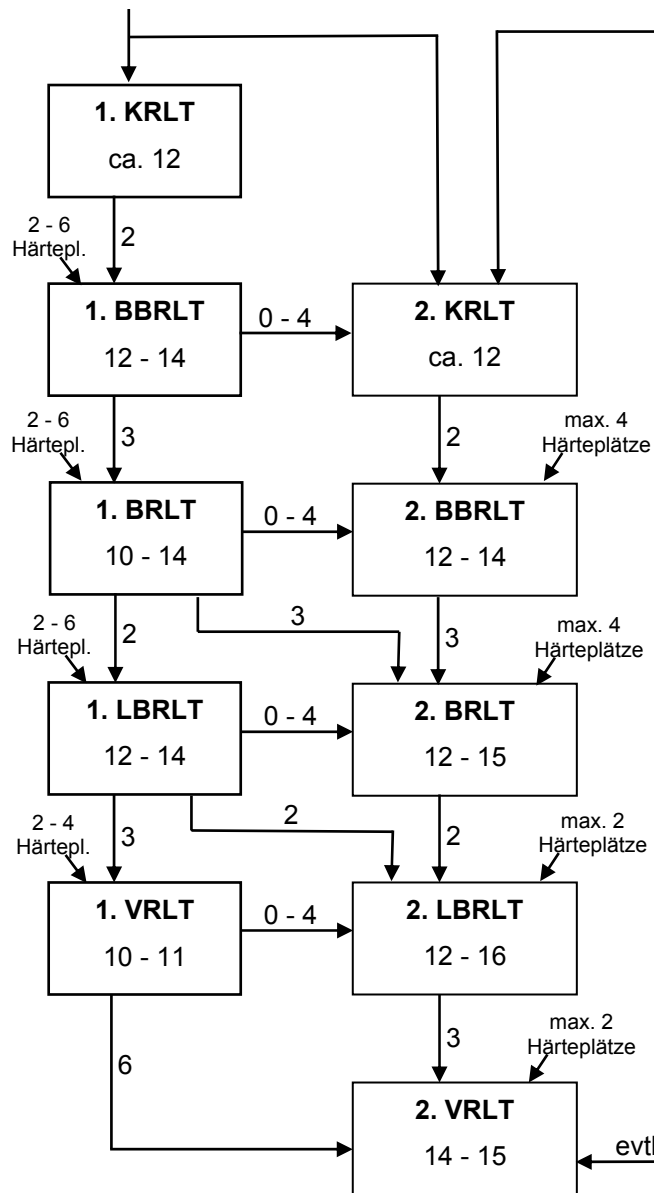 1. KRLT
ca. 12
2 - 6
Härtepl.
2
1. BBRLT
12 - 14
0 - 4
2. KRLT
ca. 12
2 - 6
Härtepl.
3
2
max. 4
Härteplätze
1. BRLT
10 - 14
0 - 4
2. BBRLT
12 - 14
2 - 6
Härtepl.
2
3
3
max. 4
Härteplätze
1. LBRLT
12 - 14
0 - 4
2. BRLT
12 - 15
2 - 4
Härtepl.
3
2
2
max. 2
Härteplätze
1. VRLT
10 - 11
0 - 4
2. LBRLT
12 - 16
6
3
max. 2
Härteplätze
2. VRLT
14 - 15
evtl